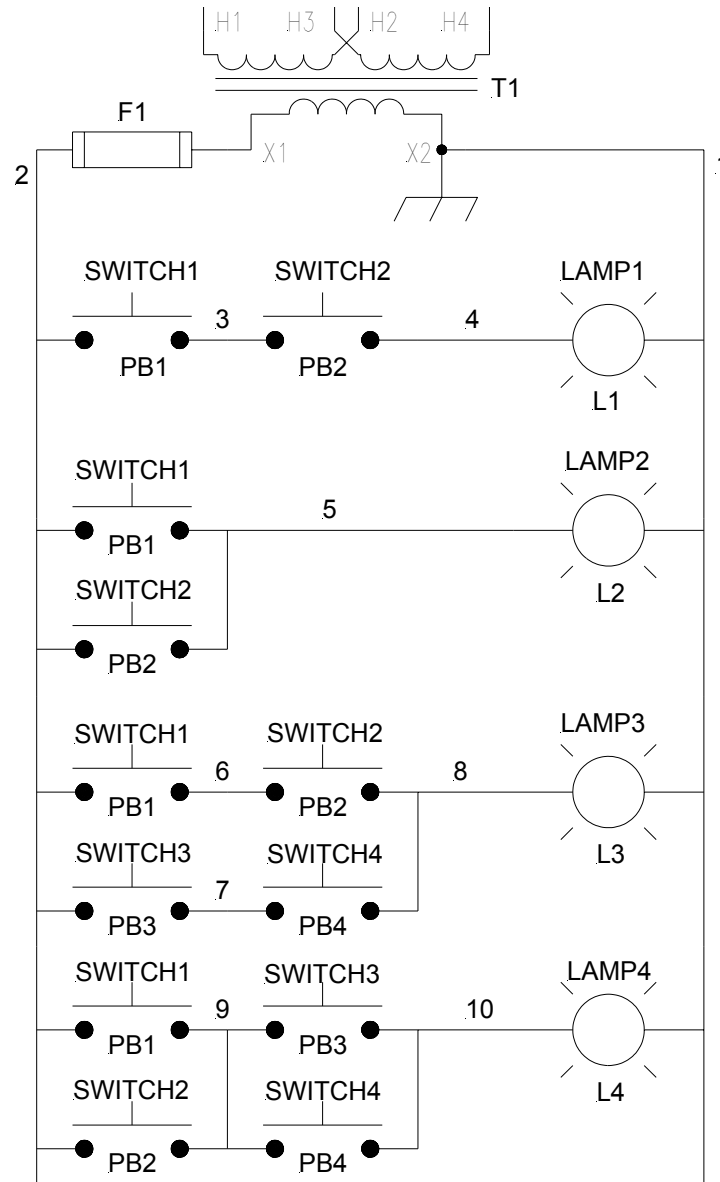 H1 H3 H2 H4
T1
F1
X1 X2
2
SWITCH1 SWITCH2 LAMP1
3 4
PB1 PB2
L1
SWITCH1 LAMP2
5
PB1
SWITCH2 L2
PB2
SWITCH1 SWITCH2 LAMP3
6 8
PB1 PB2
SWITCH3 SWITCH4 L3
7
PB3 PB4
SWITCH1 SWITCH3 LAMP4
9 10
PB1 PB3
SWITCH2 SWITCH4 L4
PB2 PB4